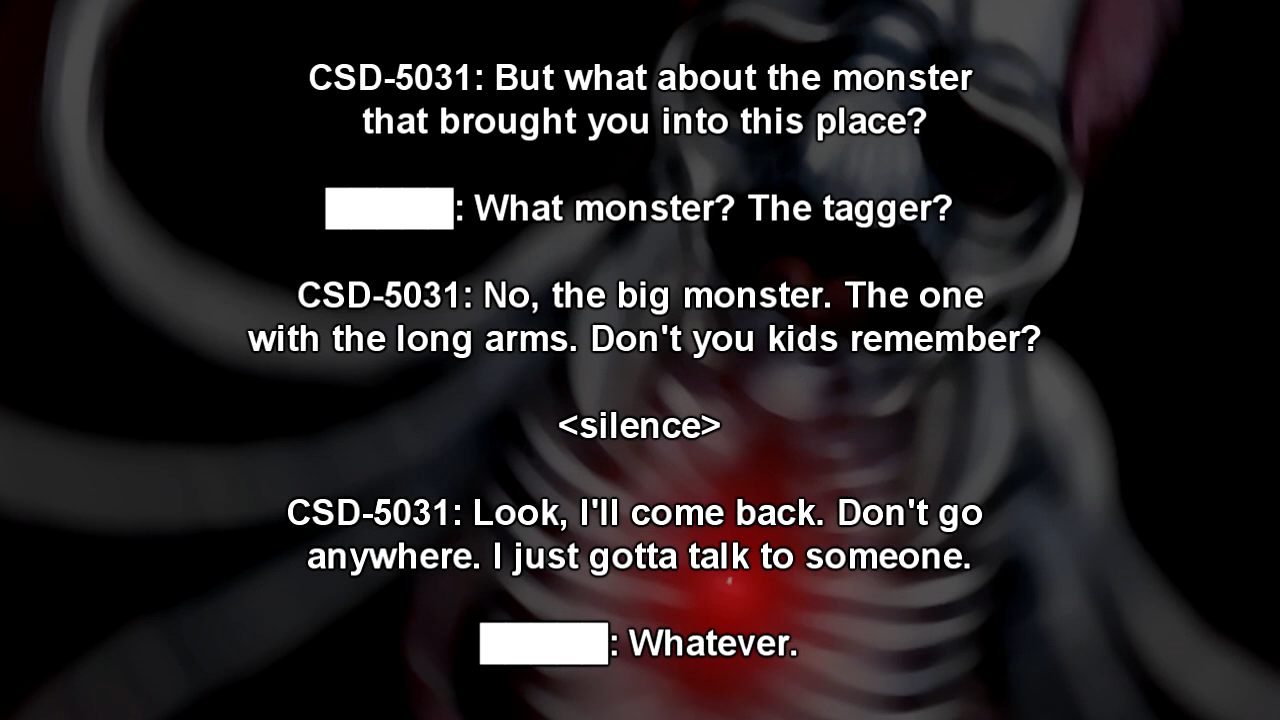 CSD-5031: But what about the monster
that brought you into this place?
: What monster? The tagger?
CSD-5031: No, the big monster. The one
with the long arms. Don't you kids remember?
<silence>
CSD-5031: Look, I'll come back. Don't go
anywhere. I just gotta talk to someone.
: Whatever.